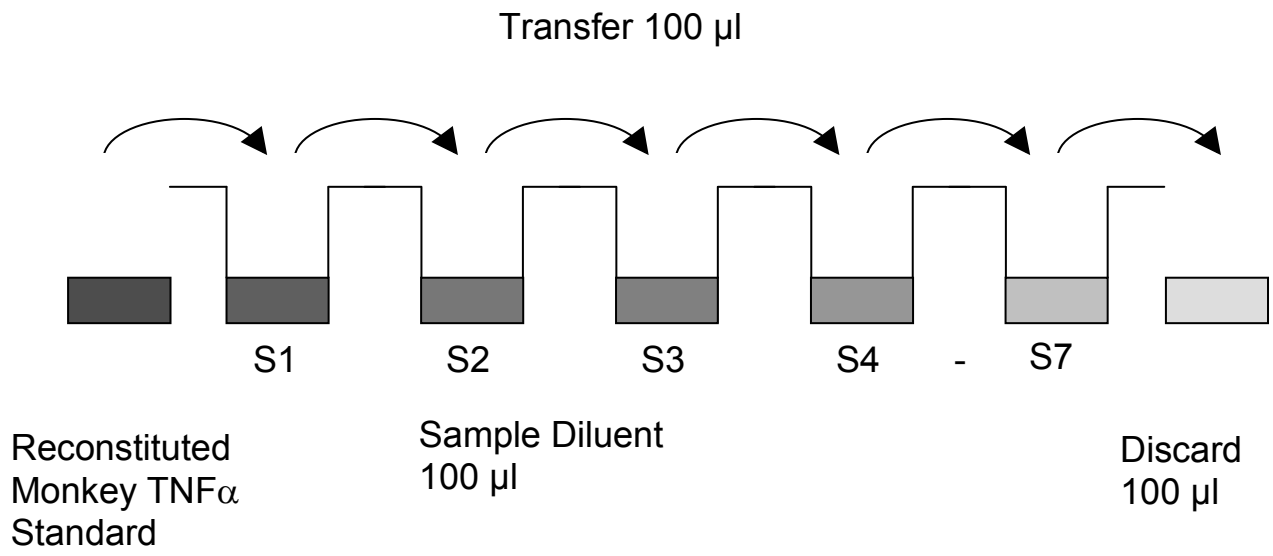 Transfer 100 µl
S1 S2 S3 S4 - S7
Reconstituted
Monkey TNFα
Standard
Sample Diluent
100 µl
Discard
100 µl